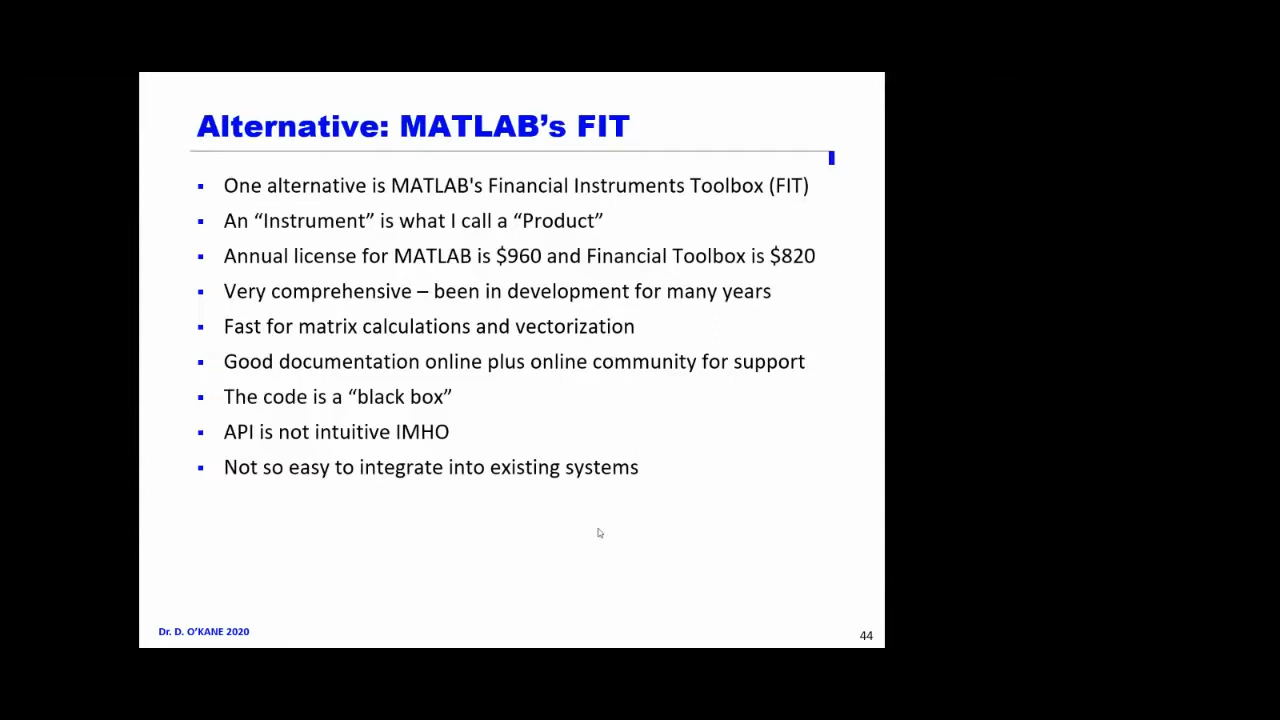 Alternative: MATLAB’s FIT
▪ One alternative is MATLAB's Financial Instruments Toolbox (FIT)
▪ An “Instrument” is what I call a “Product”
▪ Annual license for MATLAB is $960 and Financial Toolbox is $820
▪ Very comprehensive – been in development for many years
▪ Fast for matrix calculations and vectorization
▪ Good documentation online plus online community for support
▪ The code is a “black box”
▪ API is not intuitive IMHO
▪ Not so easy to integrate into existing systems
Dr. D. O’KANE 2020
44